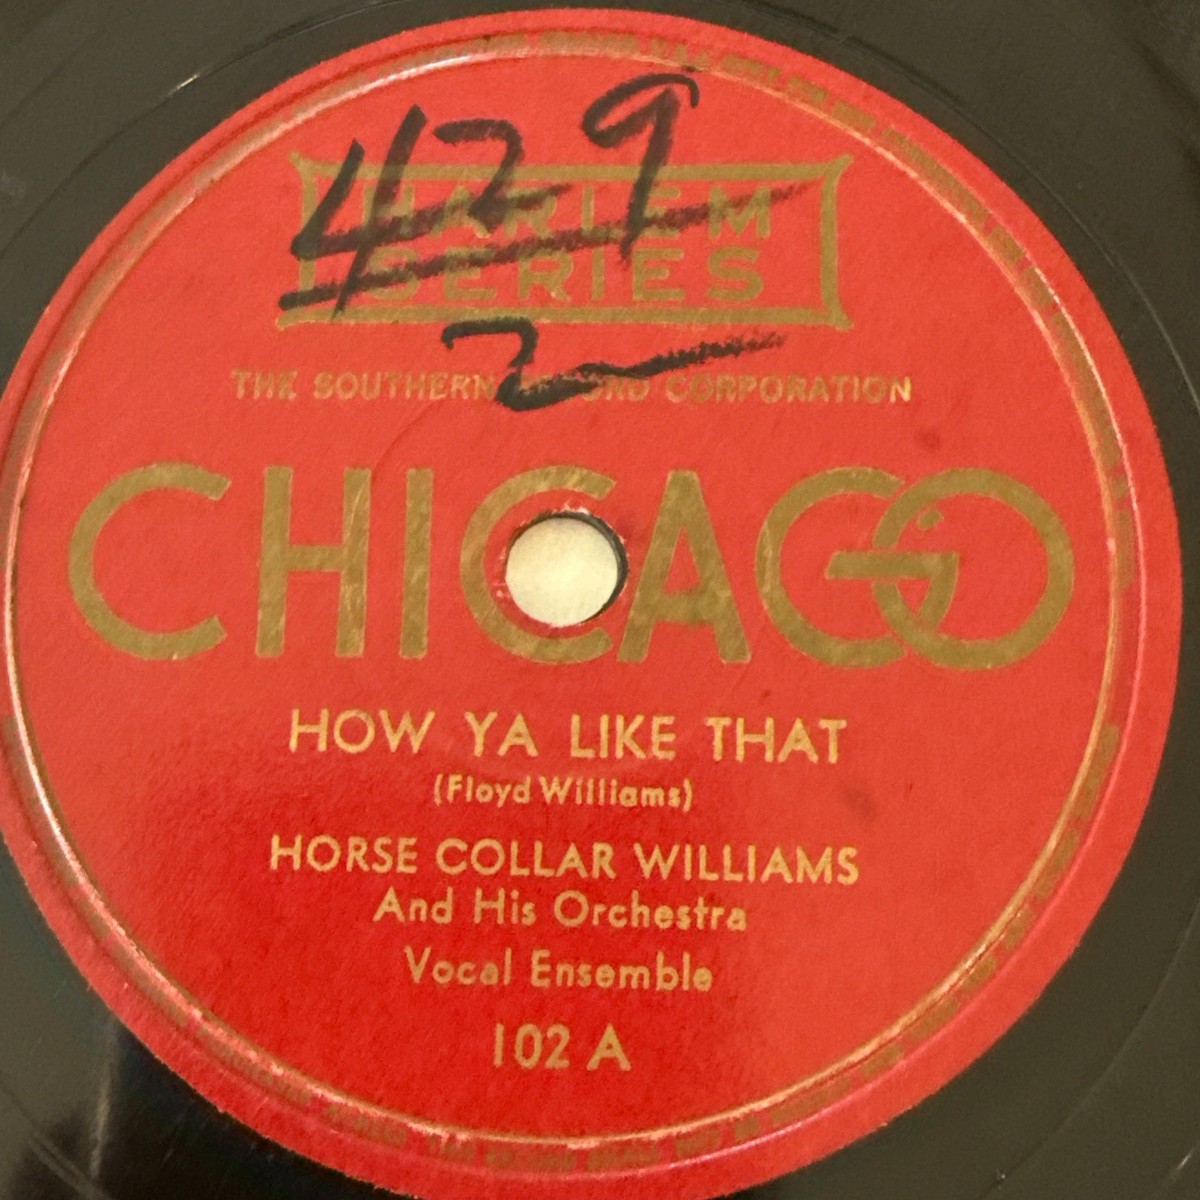 429
HARLEM
SERIES
2
THE SOUTHERN RECORD CORPORATION
CHICAGO
HOW YA LIKE THAT
(Floyd Williams)
HORSE COLLAR WILLIAMS
And His Orchestra
Vocal Ensemble
102 A